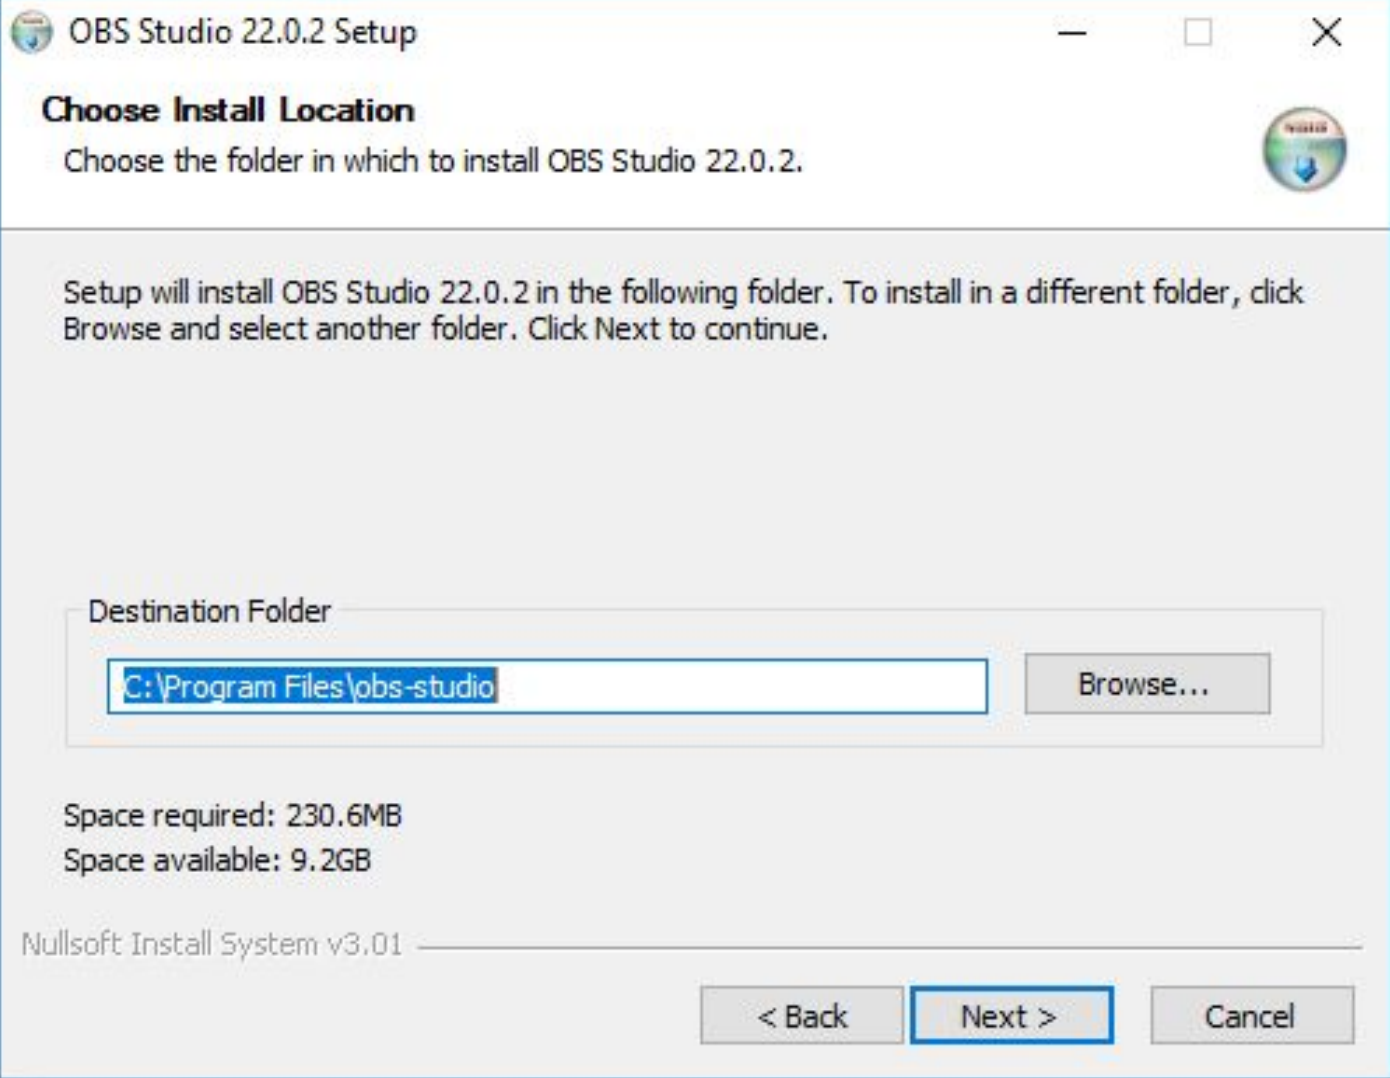 OBS Studio 22.0.2 Setup
Choose Install Location
Choose the folder in which to install OBS Studio 22.0.2.
Setup will install OBS Studio 22.0.2 in the following folder. To install in a different folder, click
Browse and select another folder. Click Next to continue.
Destination Folder
C:\Program Files\obs-studio
Browse...
Space required: 230.6MB
Space available: 9.2GB
Nullsoft Install System v3.01
< Back
Next >
Cancel